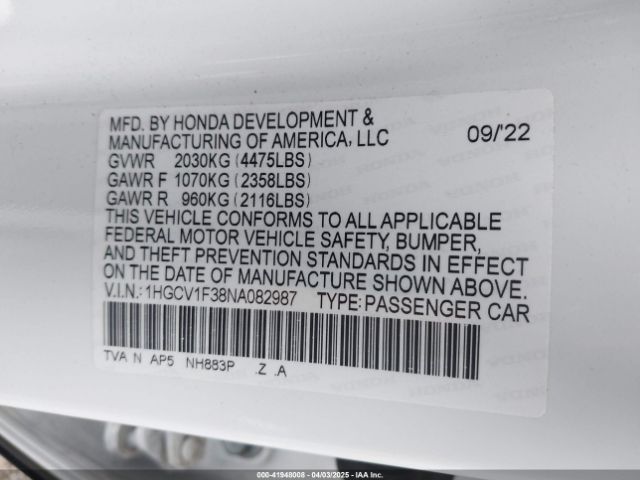 MFD. BY HONDA DEVELOPMENT &
MANUFACTURING OF AMERICA, LLC 09/'22
GVWR 2030KG (4475LBS)
GAWR F 1070KG (2358LBS)
GAWR R 960KG (2116LBS)
THIS VEHICLE CONFORMS TO ALL APPLICABLE
FEDERAL MOTOR VEHICLE SAFETY, BUMPER,
AND THEFT PREVENTION STANDARDS IN EFFECT
ON THE DATE OF MANUFACTURE SHOWN ABOVE.
V.I.N.:1HGCV1F38NA082987 TYPE:PASSENGER CAR
TVA N AP5 NH883P .Z .A
000-41948008 - 04/03/2025 - IAA Inc.